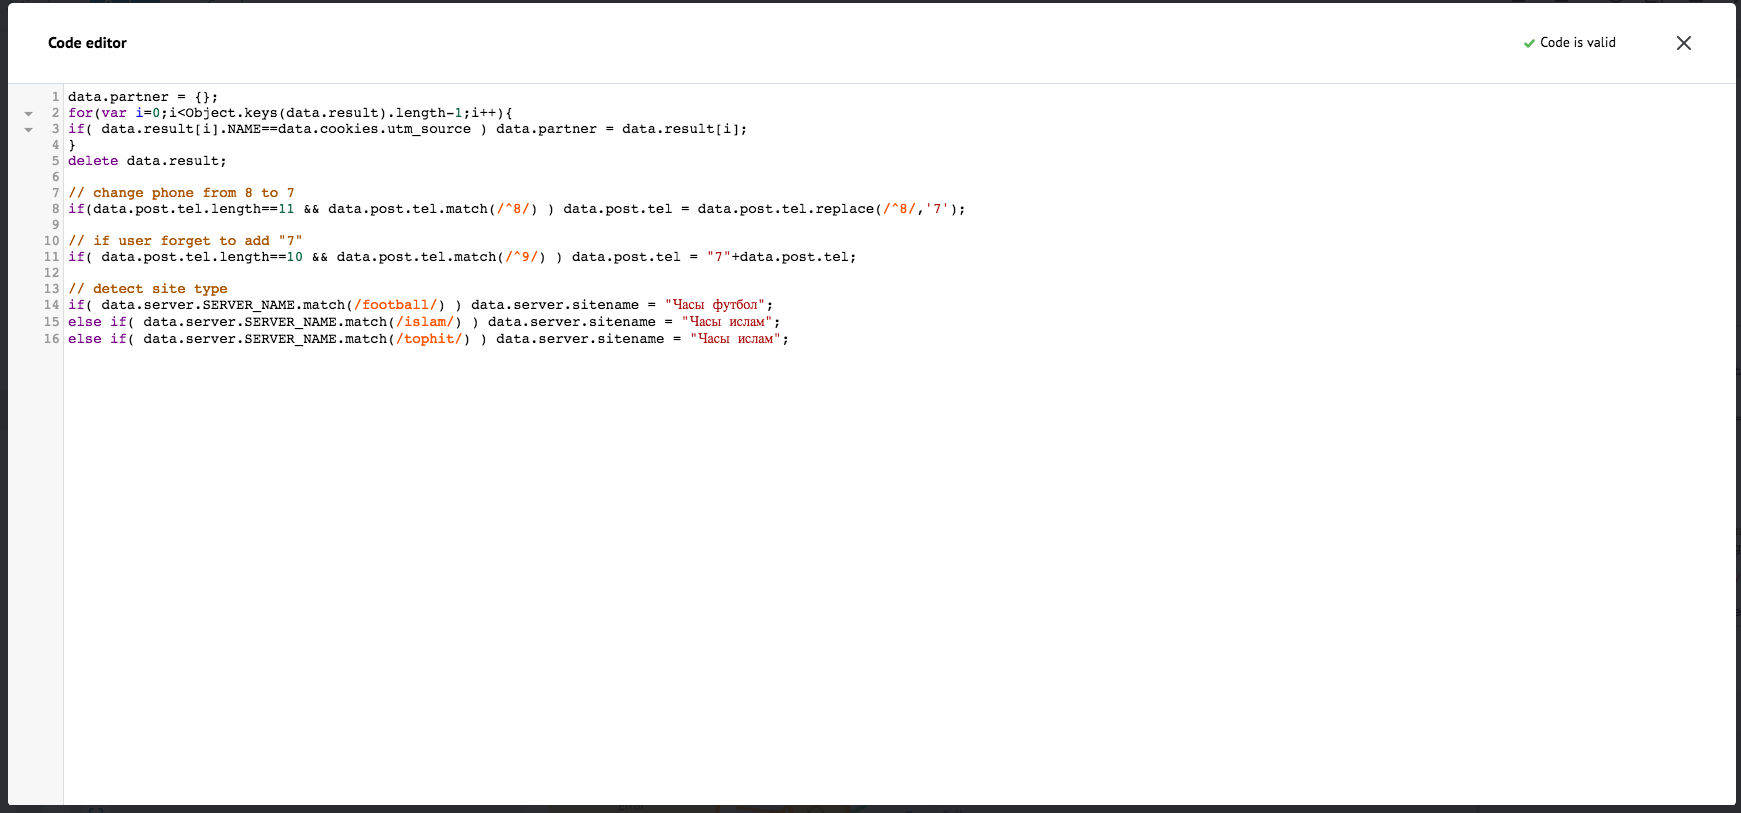 Code editor
Code is valid
1 data.partner = {};
2 for(var i=0;i<Object.keys(data.result).length-1;i++){
3 if( data.result[i].NAME==data.cookies.utm_source ) data.partner = data.result[i];
4 }
5 delete data.result;
6
7 // change phone from 8 to 7
8 if(data.post.tel.length==11 && data.post.tel.match(/^8/) ) data.post.tel = data.post.tel.replace(/^8/,'7');
9
10 // if user forget to add "7"
11 if( data.post.tel.length==10 && data.post.tel.match(/^9/) ) data.post.tel = "7"+data.post.tel;
12
13 // detect site type
14 if( data.server.SERVER_NAME.match(/football/) ) data.server.sitename = "Часы футбол";
15 else if( data.server.SERVER_NAME.match(/islam/) ) data.server.sitename = "Часы ислам";
16 else if( data.server.SERVER_NAME.match(/tophit/) ) data.server.sitename = "Часы ислам";